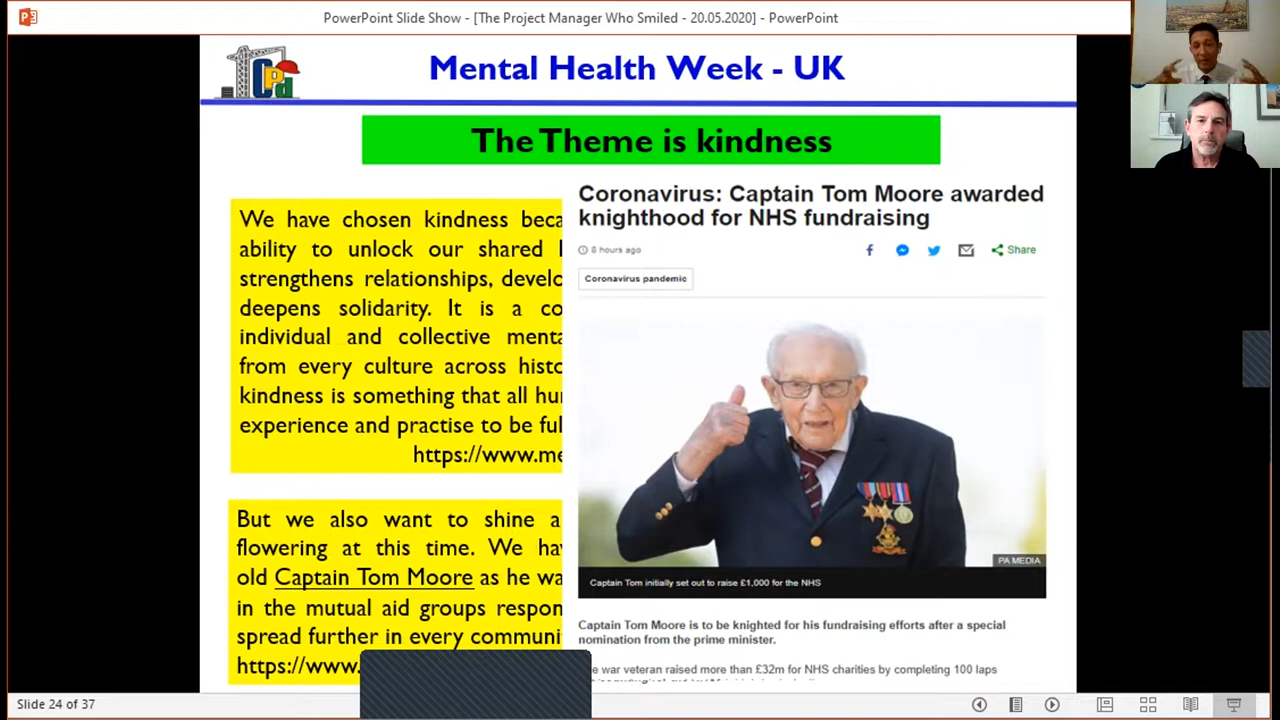 PowerPoint Slide Show - [The Project Manager Who Smiled - 20.05.2020] - PowerPoint
CPd
Mental Health Week - UK
The Theme is kindness
We have chosen kindness beca
ability to unlock our shared
strengthens relationships, develo
deepens solidarity. It is a co
individual and collective menta
from every culture across histo
kindness is something that all hu
experience and practise to be ful
https://www.me
But we also want to shine a
flowering at this time. We hav
old Captain Tom Moore as he wa
in the mutual aid groups respon
spread further in every communi
https://www.
Coronavirus: Captain Tom Moore awarded
knighthood for NHS fundraising
8 hours ago
Share
Coronavirus pandemic
PA MEDIA
Captain Tom initially set out to raise £1,000 for the NHS
Captain Tom Moore is to be knighted for his fundraising efforts after a special
nomination from the prime minister.
war veteran raised more than £32m for NHS charities by completing 100 laps
Slide 24 of 37